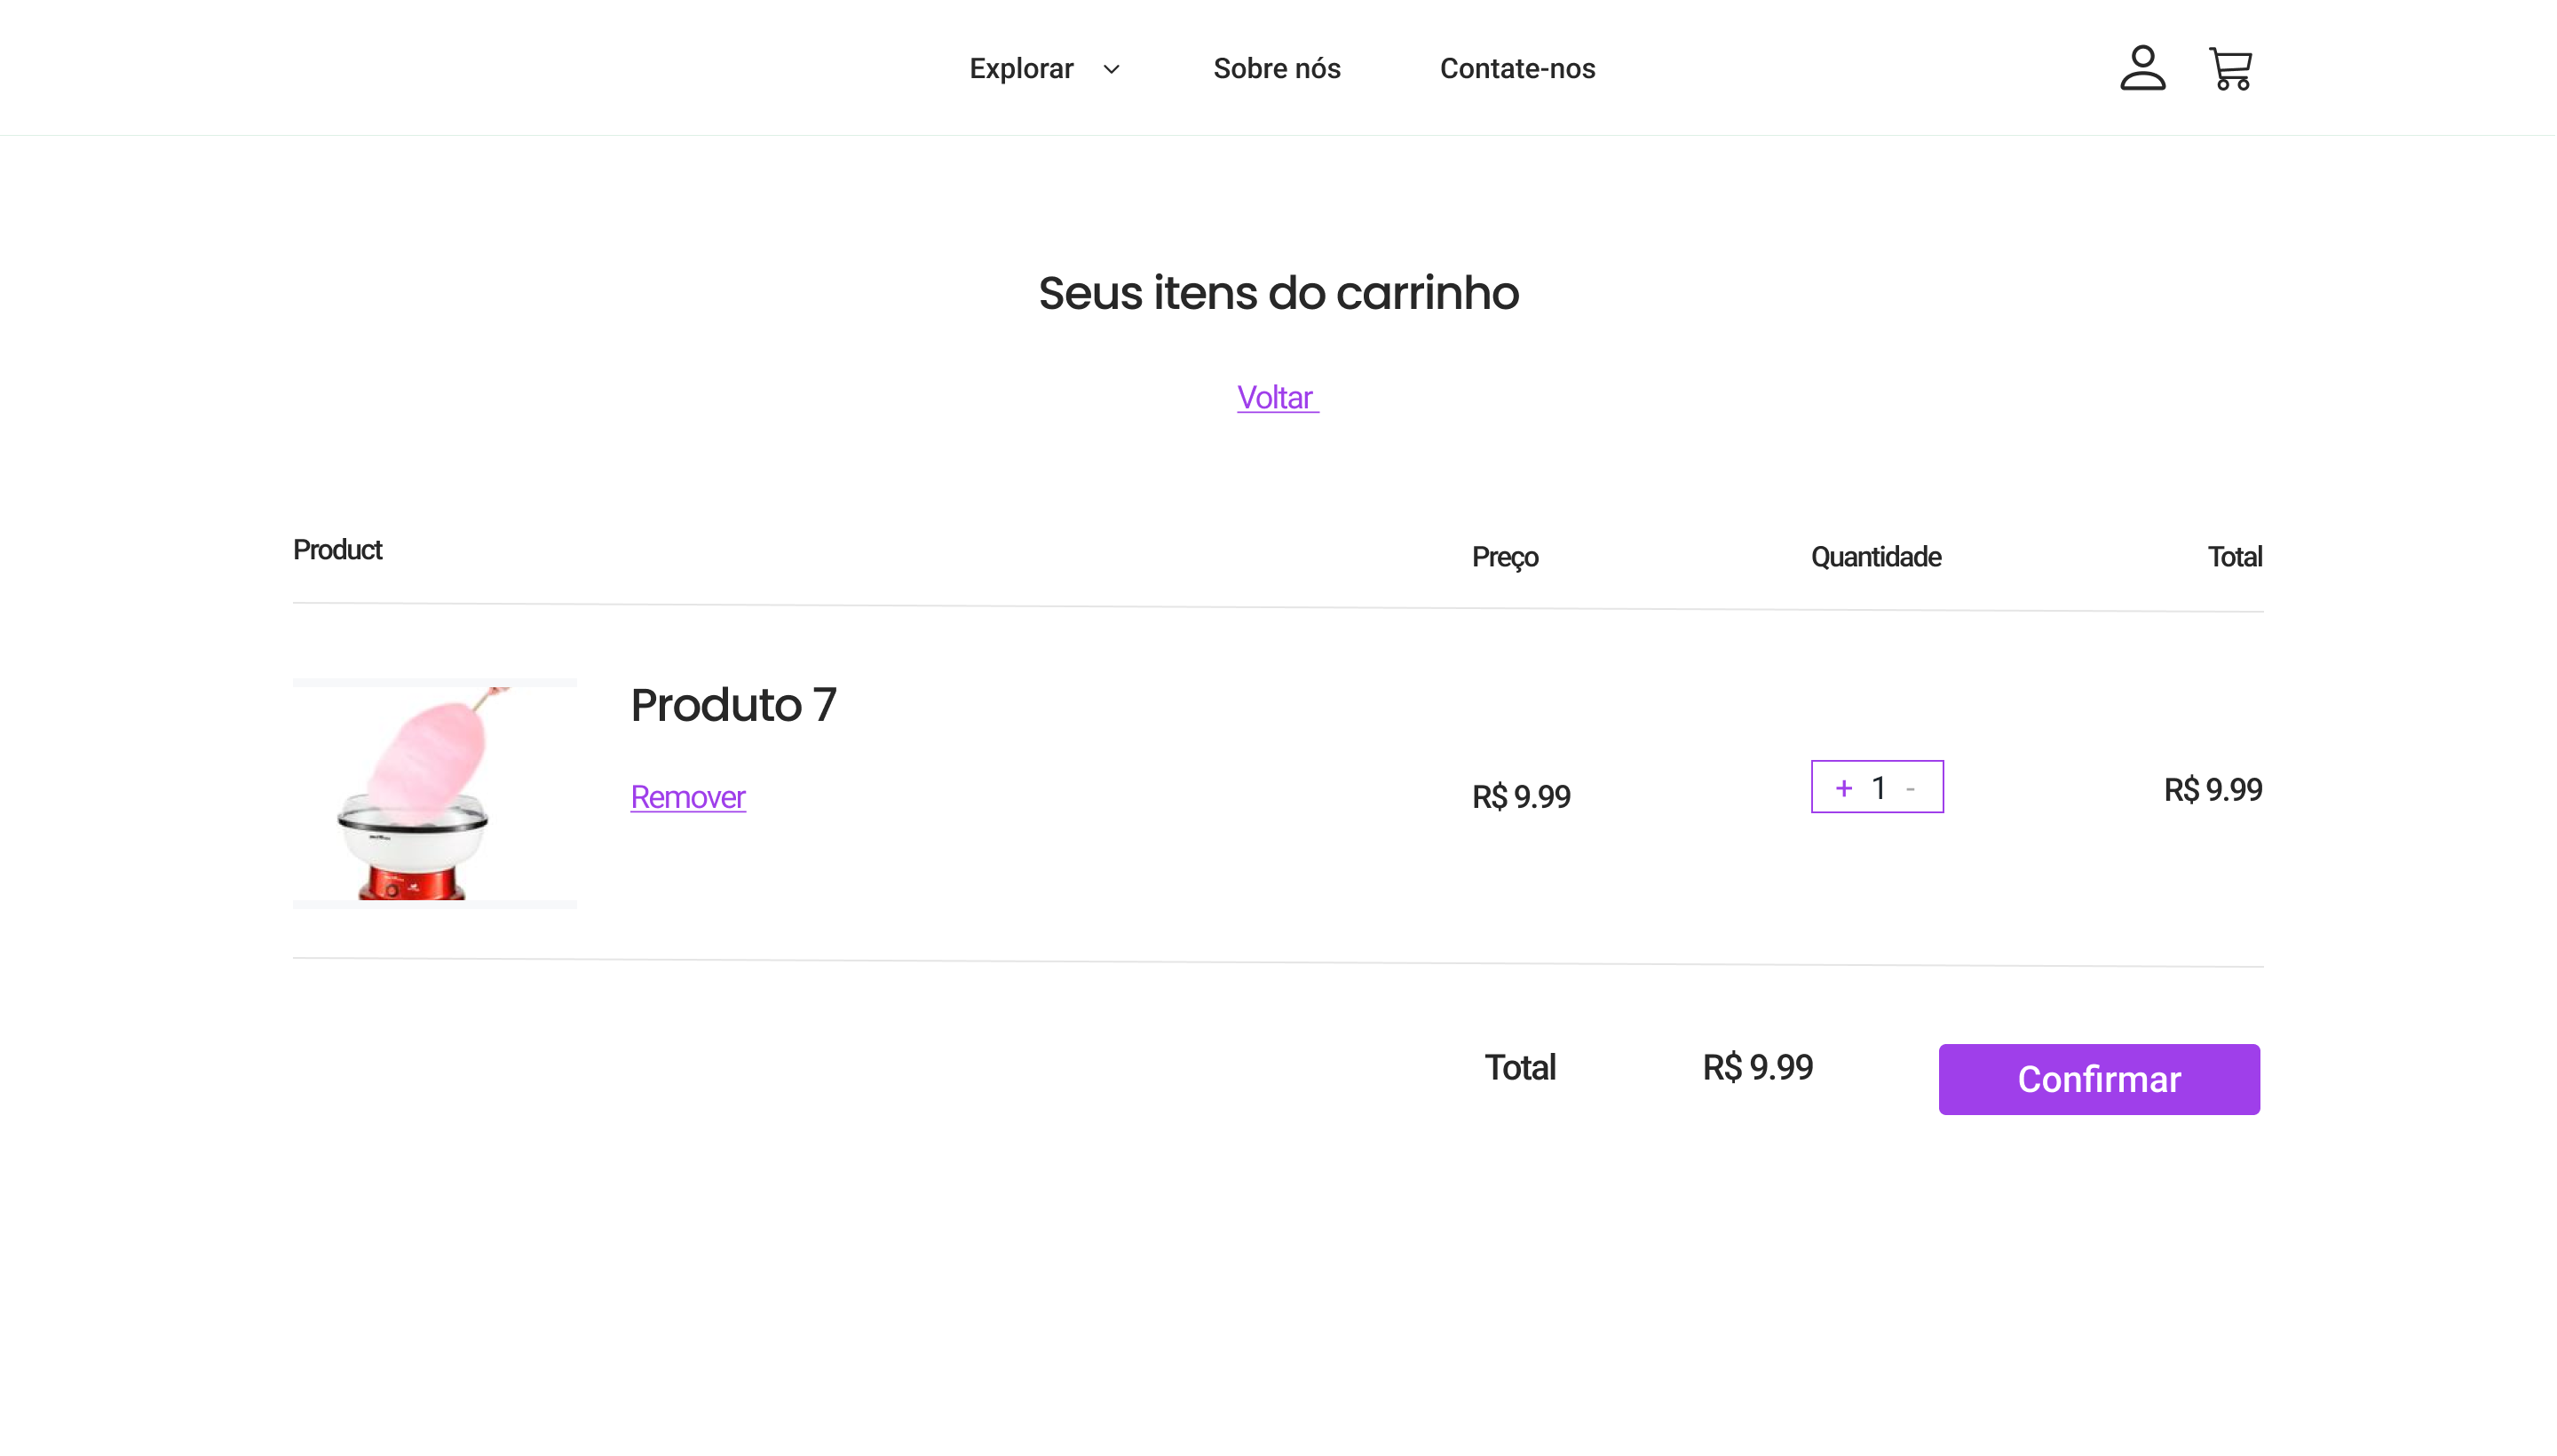 Explorar Sobre nós Contate-nos
Seus itens do carrinho
Voltar
Product Preço Quantidade Total
Produto 7
Remover R$ 9.99 + 1 - R$ 9.99
Total R$ 9.99 Confirmar